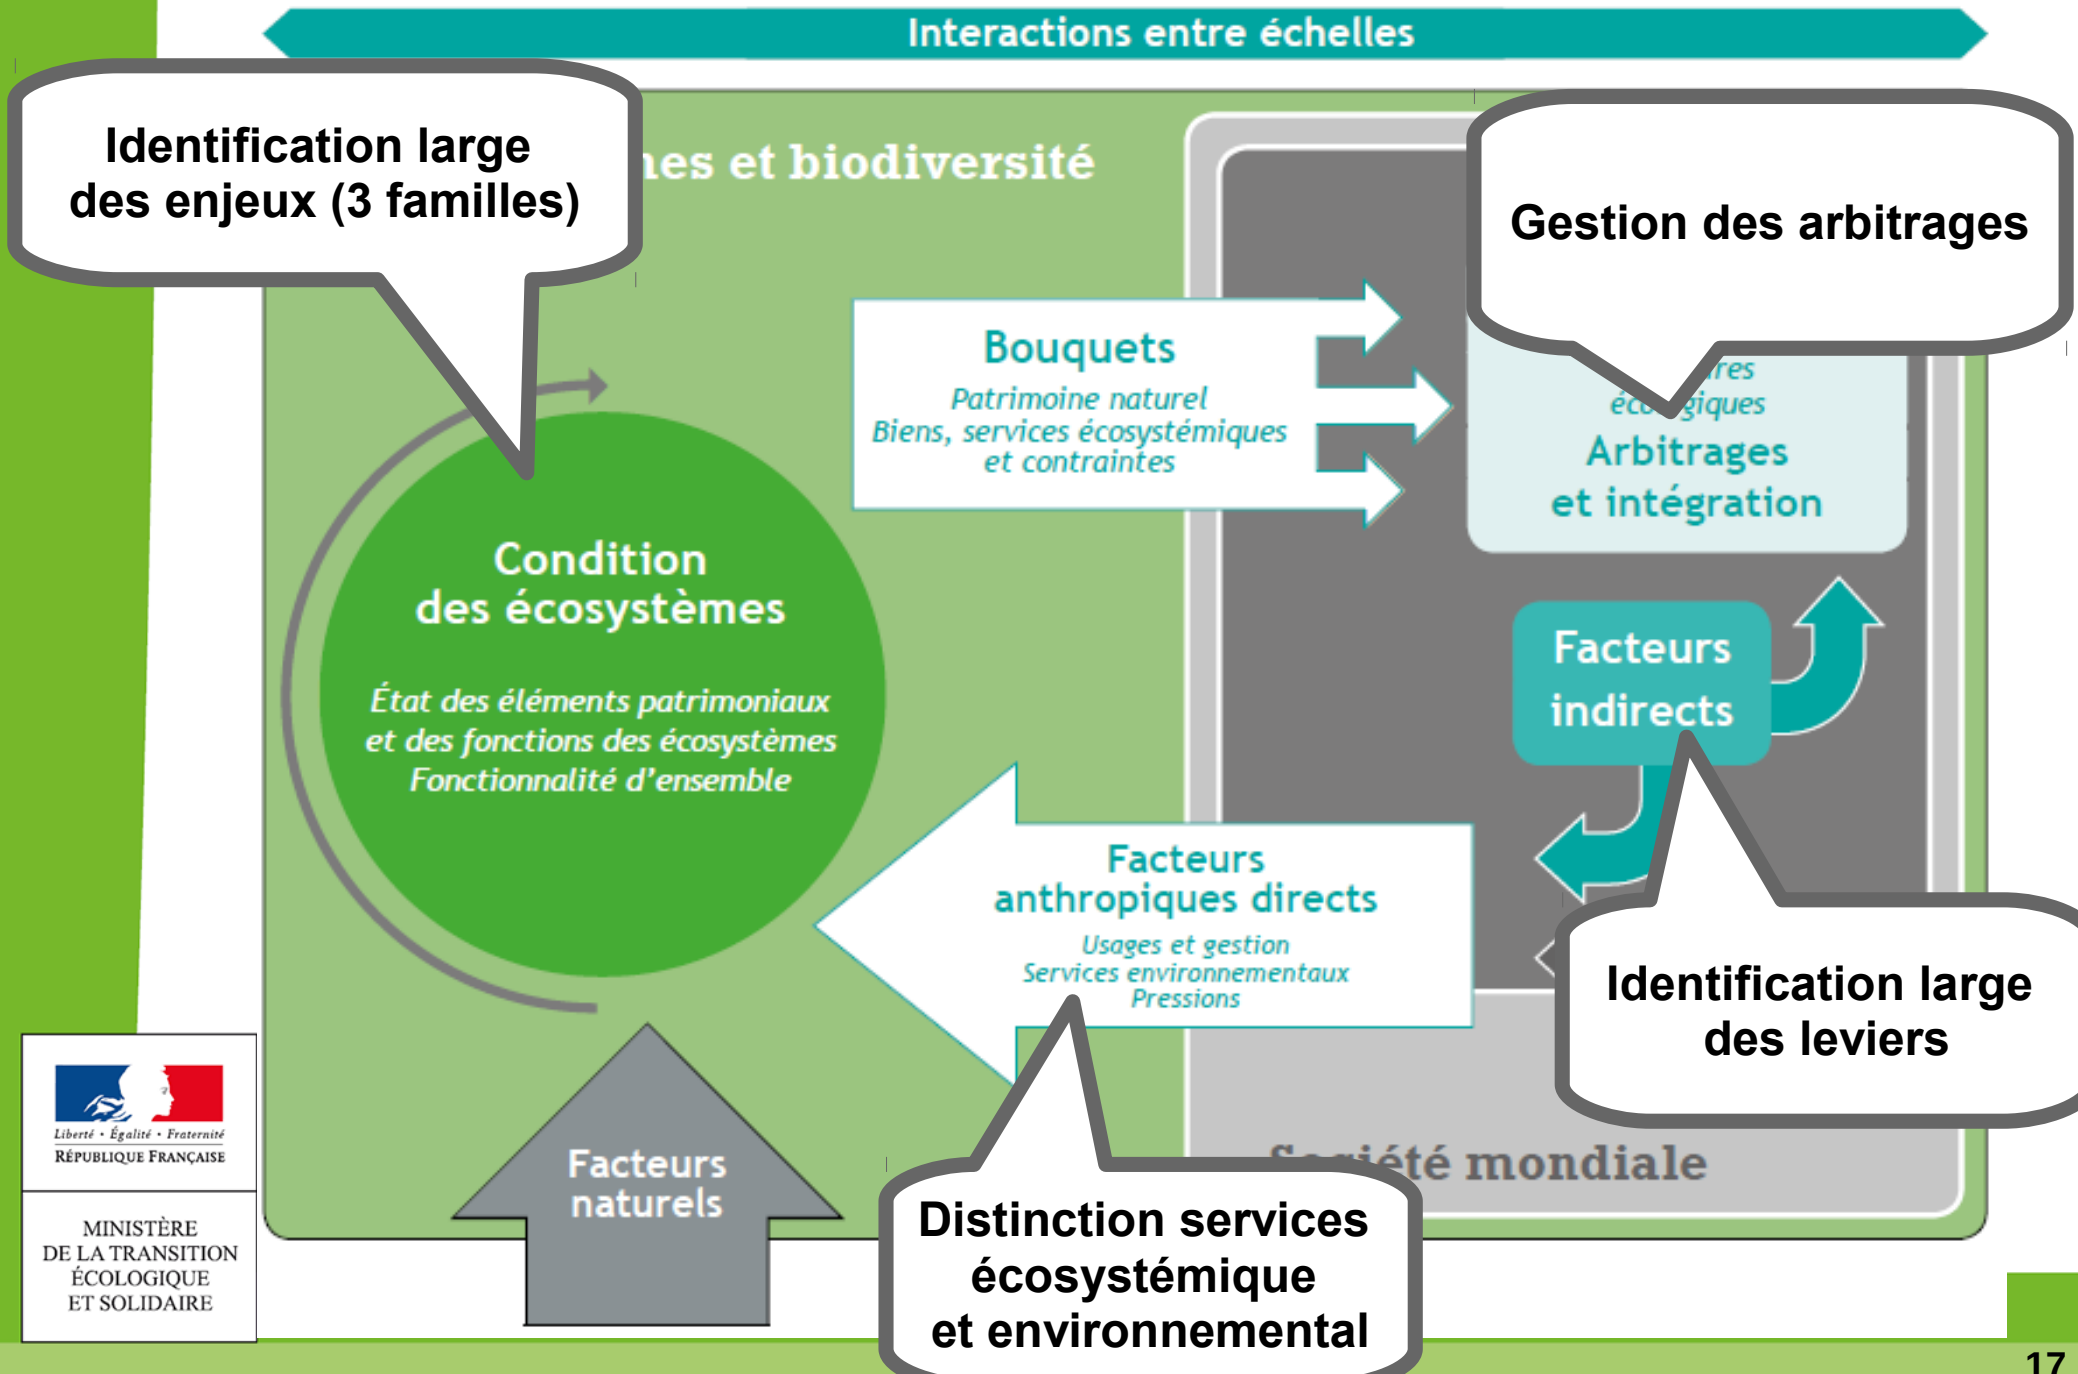 Interactions entre échelles
Identification large
des enjeux (3 familles)
et biodiversité
Gestion des arbitrages
Bouquets
Patrimoine naturel
Biens, services écosystémiques
et contraintes
Arbitrages
et intégration
Condition
des écosystèmes
État des éléments patrimoniaux
et des fonctions des écosystèmes
Fonctionnalité d'ensemble
Facteurs
indirects
Facteurs
anthropiques directs
Usages et gestion
Services environnementaux
Pressions
Identification large
des leviers
Facteurs
naturels
Société mondiale
Distinction services
écosystémique
et environnemental
Liberté • Égalité • Fraternité
RÉPUBLIQUE FRANÇAISE
MINISTÈRE
DE LA TRANSITION
ÉCOLOGIQUE
ET SOLIDAIRE
17